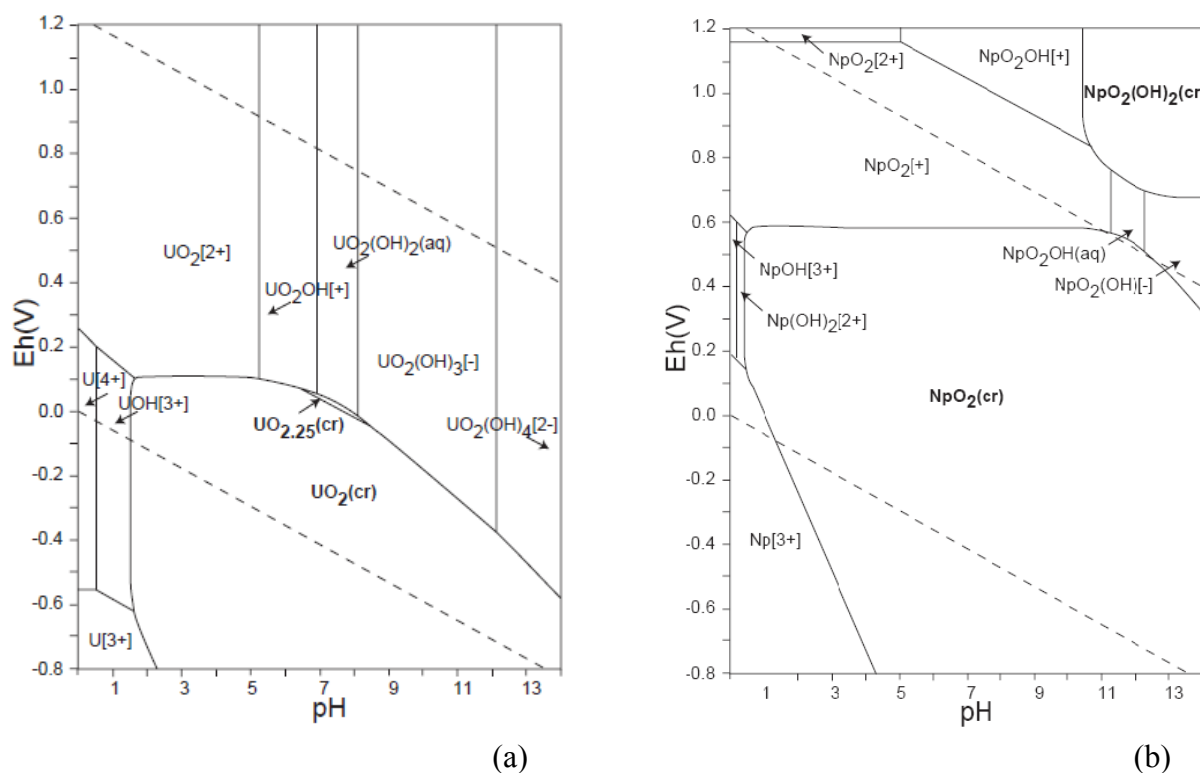 1.2
1.0
0.8
0.6
0.4
0.2
0.0
-0.2
-0.4
-0.6
-0.8
Eh(V)
UO2[2+]
UO2(OH)2(aq)
UO2OH[+]
UO2(OH)3[-]
U[4+]
UOH[3+]
UO2.25(cr)
UO2(OH)4[2-]
UO2(cr)
U[3+]
1 3 5 7 9 11 13
pH
(a)
1.2
1.0
0.8
0.6
0.4
0.2
0.0
-0.2
-0.4
-0.6
-0.8
Eh(V)
NpO2[2+]
NpO2OH[+]
NpO2(OH)2(cr
NpO2[+]
NpOH[3+]
NpO2OH(aq)
NpO2(OH)[-]
Np(OH)2[2+]
NpO2(cr)
Np[3+]
1 3 5 7 9 11 13
pH
(b)